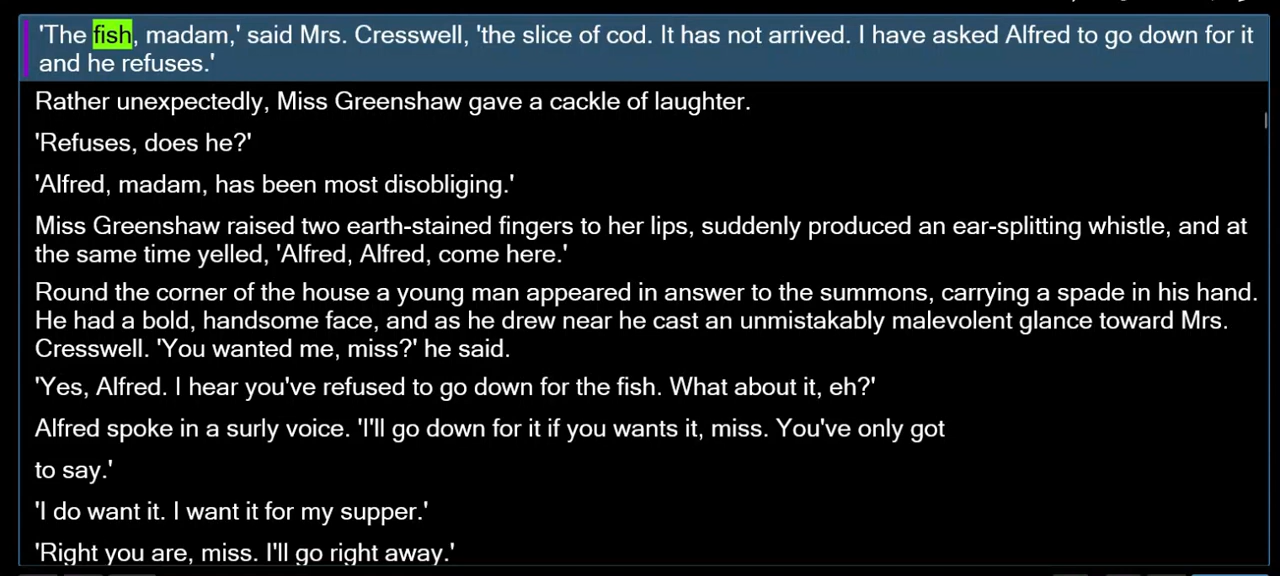 'The fish, madam,' said Mrs. Cresswell, 'the slice of cod. It has not arrived. I have asked Alfred to go down for it
and he refuses.'
Rather unexpectedly, Miss Greenshaw gave a cackle of laughter.
'Refuses, does he?'
'Alfred, madam, has been most disobliging.'
Miss Greenshaw raised two earth-stained fingers to her lips, suddenly produced an ear-splitting whistle, and at
the same time yelled, 'Alfred, Alfred, come here.'
Round the corner of the house a young man appeared in answer to the summons, carrying a spade in his hand.
He had a bold, handsome face, and as he drew near he cast an unmistakably malevolent glance toward Mrs.
Cresswell. 'You wanted me, miss?' he said.
'Yes, Alfred. I hear you've refused to go down for the fish. What about it, eh?'
Alfred spoke in a surly voice. 'I'll go down for it if you wants it, miss. You've only got
to say.'
'I do want it. I want it for my supper.'
'Right you are, miss. I'll go right away.'